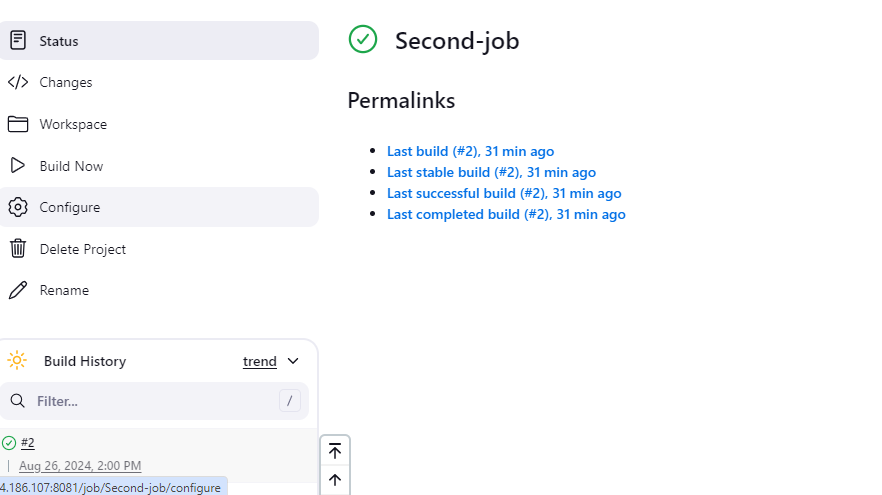 Status
Changes
Workspace
Build Now
Configure
Delete Project
Rename
Build History
trend
Filter...
/
#2
Aug 26, 2024, 2:00 PM
4.186.107:8081/job/Second-job/configure
Second-job
Permalinks
Last build (#2), 31 min ago
Last stable build (#2), 31 min ago
Last successful build (#2), 31 min ago
Last completed build (#2), 31 min ago